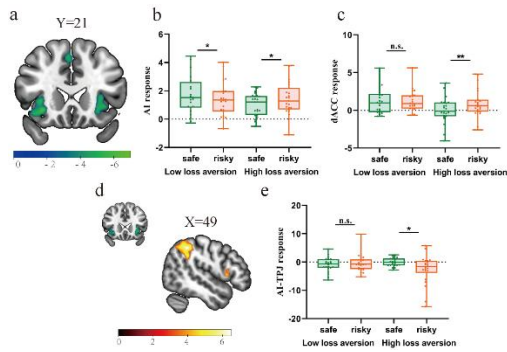 a
Y=21
0 -2 -4 -6
b
AI response
6
4
2
0
-2
*
*
safe risky safe risky
Low loss aversion High loss aversion
c
dACC response
10
5
0
-5
n.s.
**
safe risky safe risky
Low loss aversion High loss aversion
d
X=49
0 2 4 6
e
AI-TPJ response
20
10
0
-10
-20
n.s.
*
safe risky safe risky
Low loss aversion High loss aversion